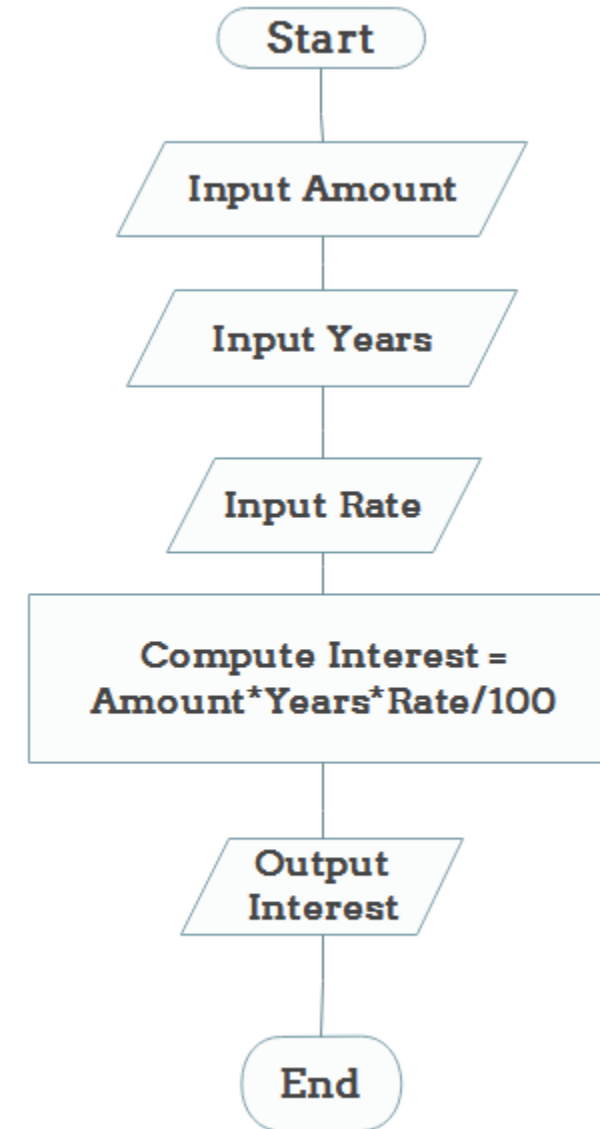 Start
Input Amount
Input Years
Input Rate
Compute Interest =
Amount*Years*Rate/100
Output
Interest
End